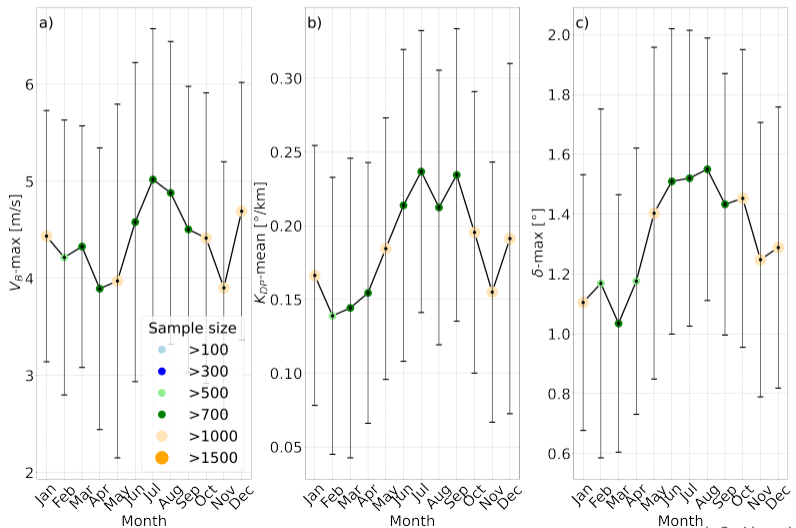 a)
b)
c)
6
5
4
3
2
V_B-max [m/s]
Sample size
>100
>300
>500
>700
>1000
>1500
Jan Feb Mar Apr May Jun Jul Aug Sep Oct Nov Dec
Month
0.30
0.25
0.20
0.15
0.10
0.05
K_DP-mean [°/km]
Jan Feb Mar Apr May Jun Jul Aug Sep Oct Nov Dec
Month
2.0
1.8
1.6
1.4
1.2
1.0
0.8
0.6
δ-max [°]
Jan Feb Mar Apr May Jun Jul Aug Sep Oct Nov Dec
Month